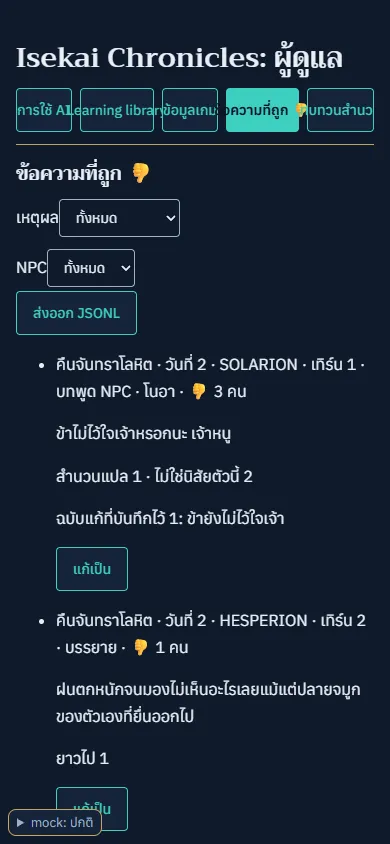 Isekai Chronicles: ผู้ดูแล
การใช้ AI
Learning library
ข้อมูลเกม
ข้อความที่ถูก 👎
ทบทวนสำนวน
ข้อความที่ถูก 👎
เหตุผล ทั้งหมด
NPC ทั้งหมด
ส่งออก JSONL
คืนจันทราโลหิต · วันที่ 2 · SOLARION · เทิร์น 1 ·
บทพูด NPC · โนอา · 👎 3 คน
ข้าไม่ไว้ใจเจ้าหรอกนะ เจ้าหนู
สำนวนแปล 1 · ไม่ใช่นิสัยตัวนี้ 2
ฉบับแก้ที่บันทึกไว้ 1: ข้ายังไม่ไว้ใจเจ้า
แก้เป็น
คืนจันทราโลหิต · วันที่ 2 · HESPERION · เทิร์น 2
· บรรยาย · 👎 1 คน
ฝนตกหนักจนมองไม่เห็นอะไรเลยแม้แต่ปลายจมูก
ของตัวเองที่ยื่นออกไป
ยาวไป 1
แก้เป็น
▶ mock: ปกติ